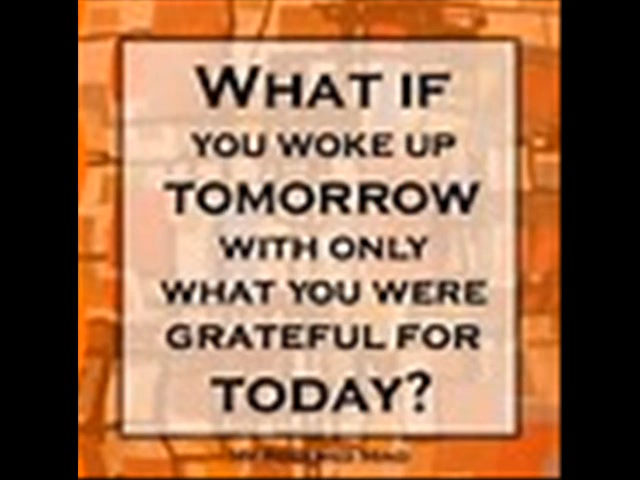 WHAT IF
YOU WOKE UP
TOMORROW
WITH ONLY
WHAT YOU WERE
GRATEFUL FOR
TODAY?